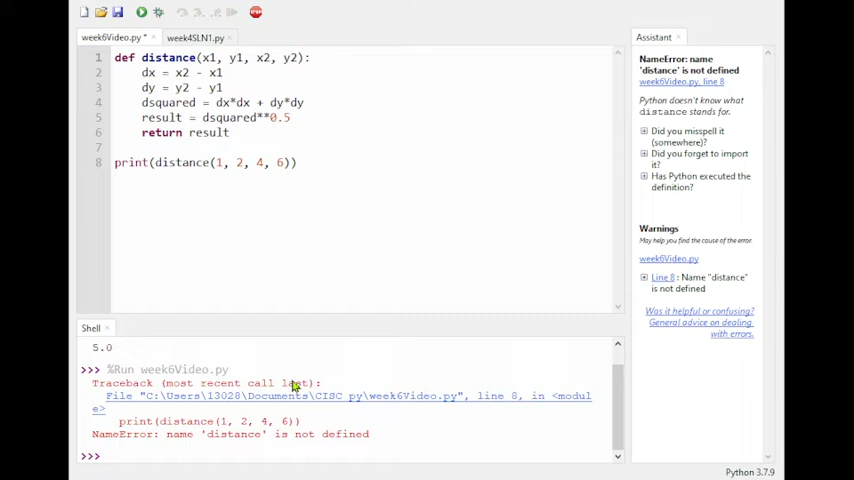 week6Video.py *
week4SLN1.py
1 def distance(x1, y1, x2, y2):
2 dx = x2 - x1
3 dy = y2 - y1
4 dsquared = dx*dx + dy*dy
5 result = dsquared**0.5
6 return result
7
8 print(distance(1, 2, 4, 6))
Shell
5.0
>>> %Run week6Video.py
Traceback (most recent call last):
File "C:\Users\13028\Documents\CISC py\week6Video.py", line 8, in <modul
e>
print(distance(1, 2, 4, 6))
NameError: name 'distance' is not defined
>>>
Assistant
NameError: name
'distance' is not defined
week6Video.py, line 8
Python doesn't know what
distance stands for.
Did you misspell it
(somewhere)?
Did you forget to import
it?
Has Python executed the
definition?
Warnings
May help you find the cause of the error.
week6Video.py
Line 8 : Name "distance"
is not defined
Was it helpful or confusing?
General advice on dealing
with errors.
Python 3.7.9